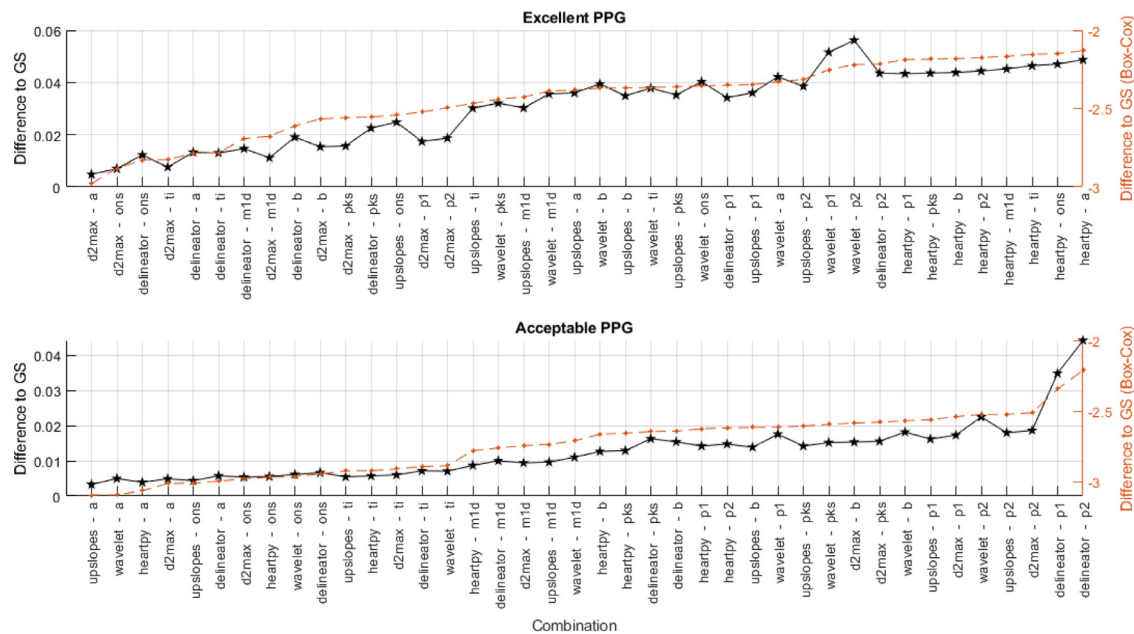 Excellent PPG
Difference to GS
0.06
0.04
0.02
0
-2
-2.5
-3
Difference to GS (Box-Cox)
d2max - a
d2max - ons
delineator - ons
d2max - ti
delineator - a
delineator - ti
delineator - m1d
d2max - m1d
delineator - b
d2max - b
d2max - pks
delineator - pks
upslopes - ons
d2max - p1
d2max - p2
upslopes - ti
wavelet - pks
upslopes - m1d
wavelet - m1d
upslopes - a
wavelet - b
upslopes - b
wavelet - ti
upslopes - pks
wavelet - ons
delineator - p1
upslopes - p1
wavelet - a
upslopes - p2
wavelet - p1
wavelet - p2
delineator - p2
heartpy - p1
heartpy - pks
heartpy - b
heartpy - p2
heartpy - m1d
heartpy - ti
heartpy - ons
heartpy - a
Acceptable PPG
Difference to GS
0.04
0.03
0.02
0.01
0
-2
-2.5
-3
Difference to GS (Box-Cox)
upslopes - a
wavelet - a
heartpy - a
d2max - a
upslopes - ons
delineator - a
d2max - ons
heartpy - ons
wavelet - ons
delineator - ons
upslopes - ti
heartpy - ti
d2max - ti
delineator - ti
wavelet - ti
heartpy - m1d
delineator - m1d
d2max - m1d
upslopes - m1d
wavelet - m1d
heartpy - b
heartpy - pks
delineator - pks
delineator - b
heartpy - p1
heartpy - p2
upslopes - b
wavelet - p1
upslopes - pks
wavelet - pks
d2max - b
d2max - pks
wavelet - b
upslopes - p1
d2max - p1
wavelet - p2
upslopes - p2
d2max - p2
delineator - p1
delineator - p2
Combination